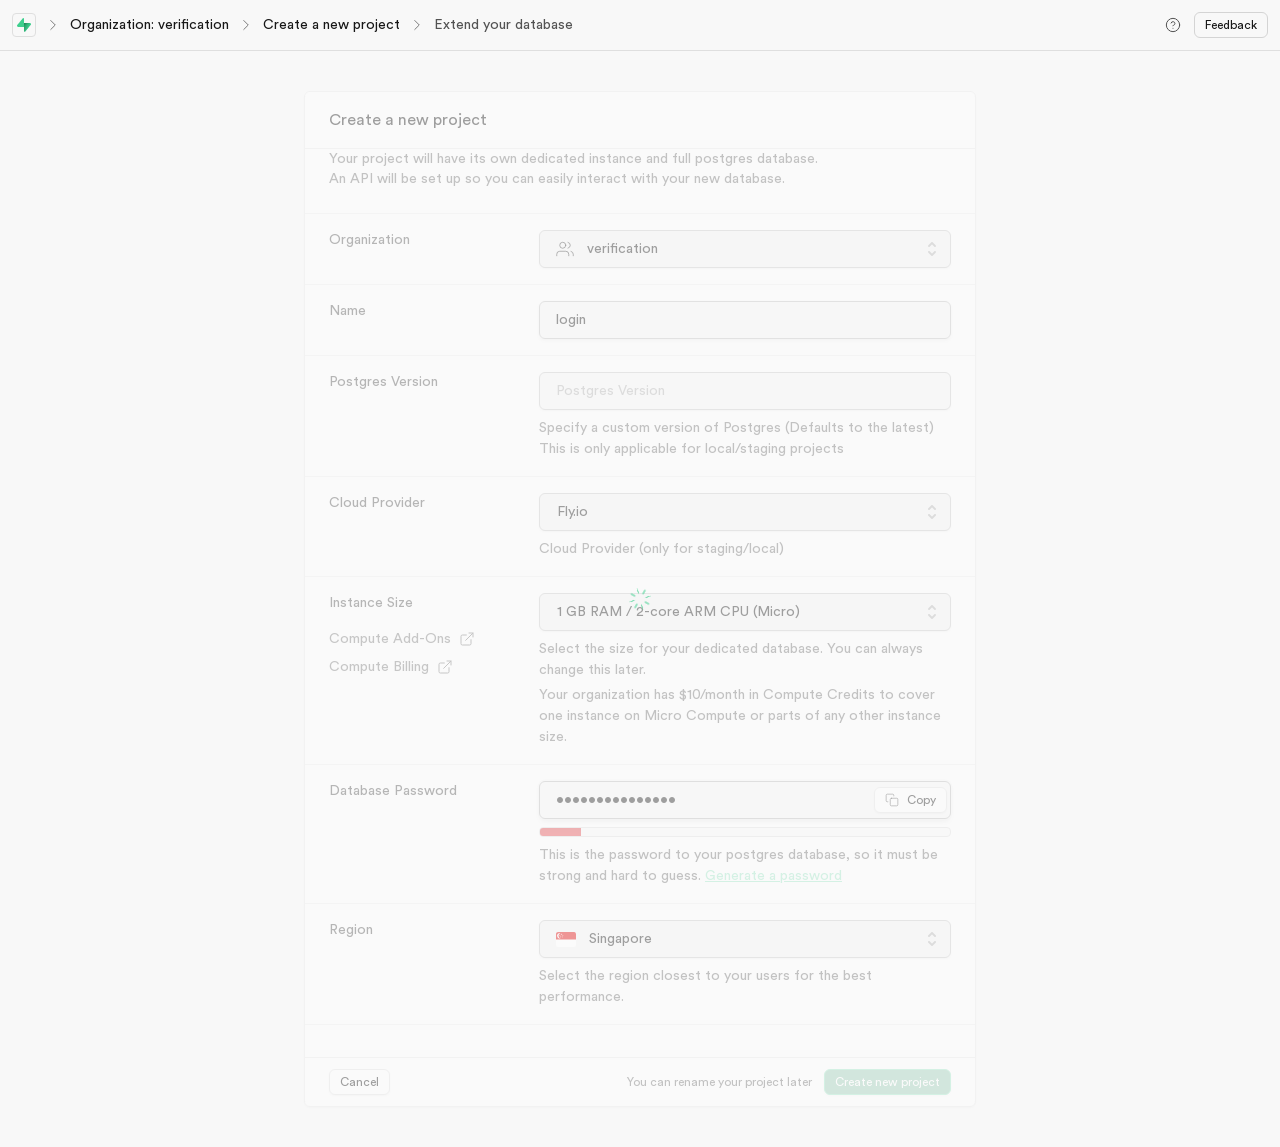 Organization: verification
Create a new project
Extend your database
Feedback
Create a new project
Your project will have its own dedicated instance and full postgres database.
An API will be set up so you can easily interact with your new database.
Organization
verification
Name
login
Postgres Version
Postgres Version
Specify a custom version of Postgres (Defaults to the latest)
This is only applicable for local/staging projects
Cloud Provider
Fly.io
Cloud Provider (only for staging/local)
Instance Size
1 GB RAM / 2-core ARM CPU (Micro)
Compute Add-Ons
Compute Billing
Select the size for your dedicated database. You can always
change this later.
Your organization has $10/month in Compute Credits to cover
one instance on Micro Compute or parts of any other instance
size.
Database Password
•••••••••••••••
Copy
This is the password to your postgres database, so it must be
strong and hard to guess. Generate a password
Region
Singapore
Select the region closest to your users for the best
performance.
Cancel
You can rename your project later
Create new project